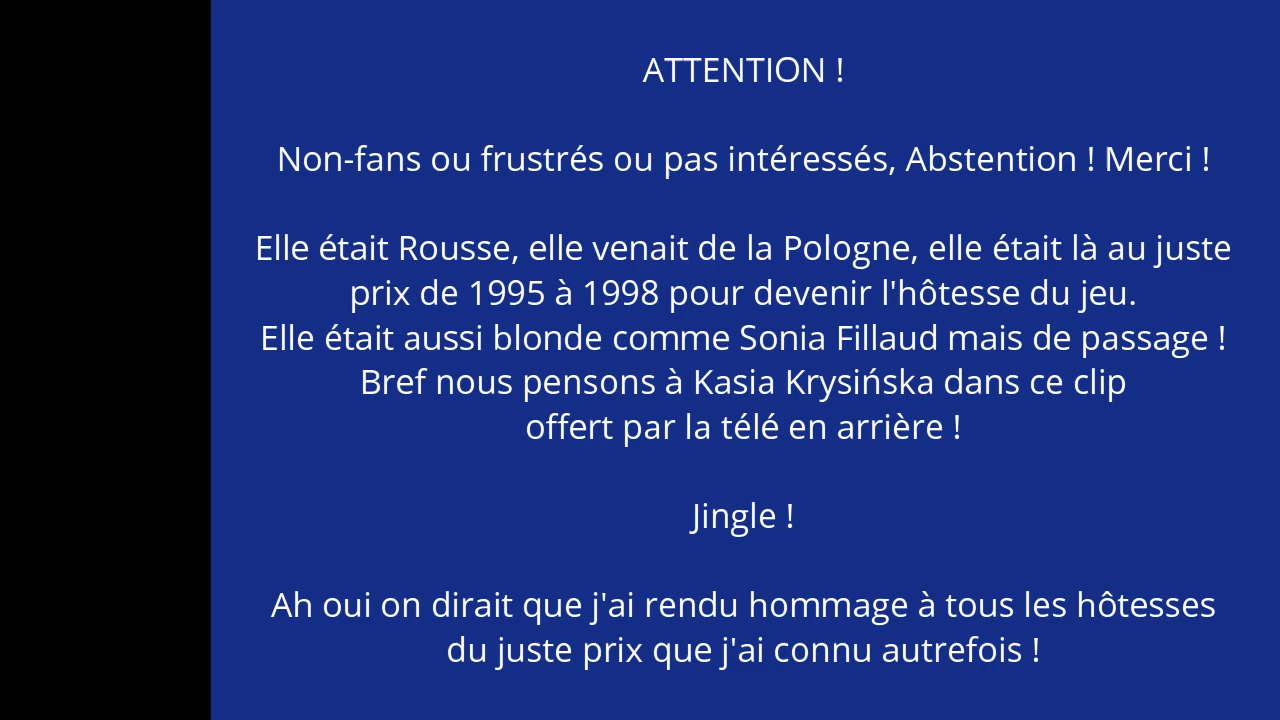 ATTENTION !
Non-fans ou frustrés ou pas intéressés, Abstention ! Merci !
Elle était Rousse, elle venait de la Pologne, elle était là au juste
prix de 1995 à 1998 pour devenir l'hôtesse du jeu.
Elle était aussi blonde comme Sonia Fillaud mais de passage !
Bref nous pensons à Kasia Krysińska dans ce clip
offert par la télé en arrière !
Jingle !
Ah oui on dirait que j'ai rendu hommage à tous les hôtesses
du juste prix que j'ai connu autrefois !